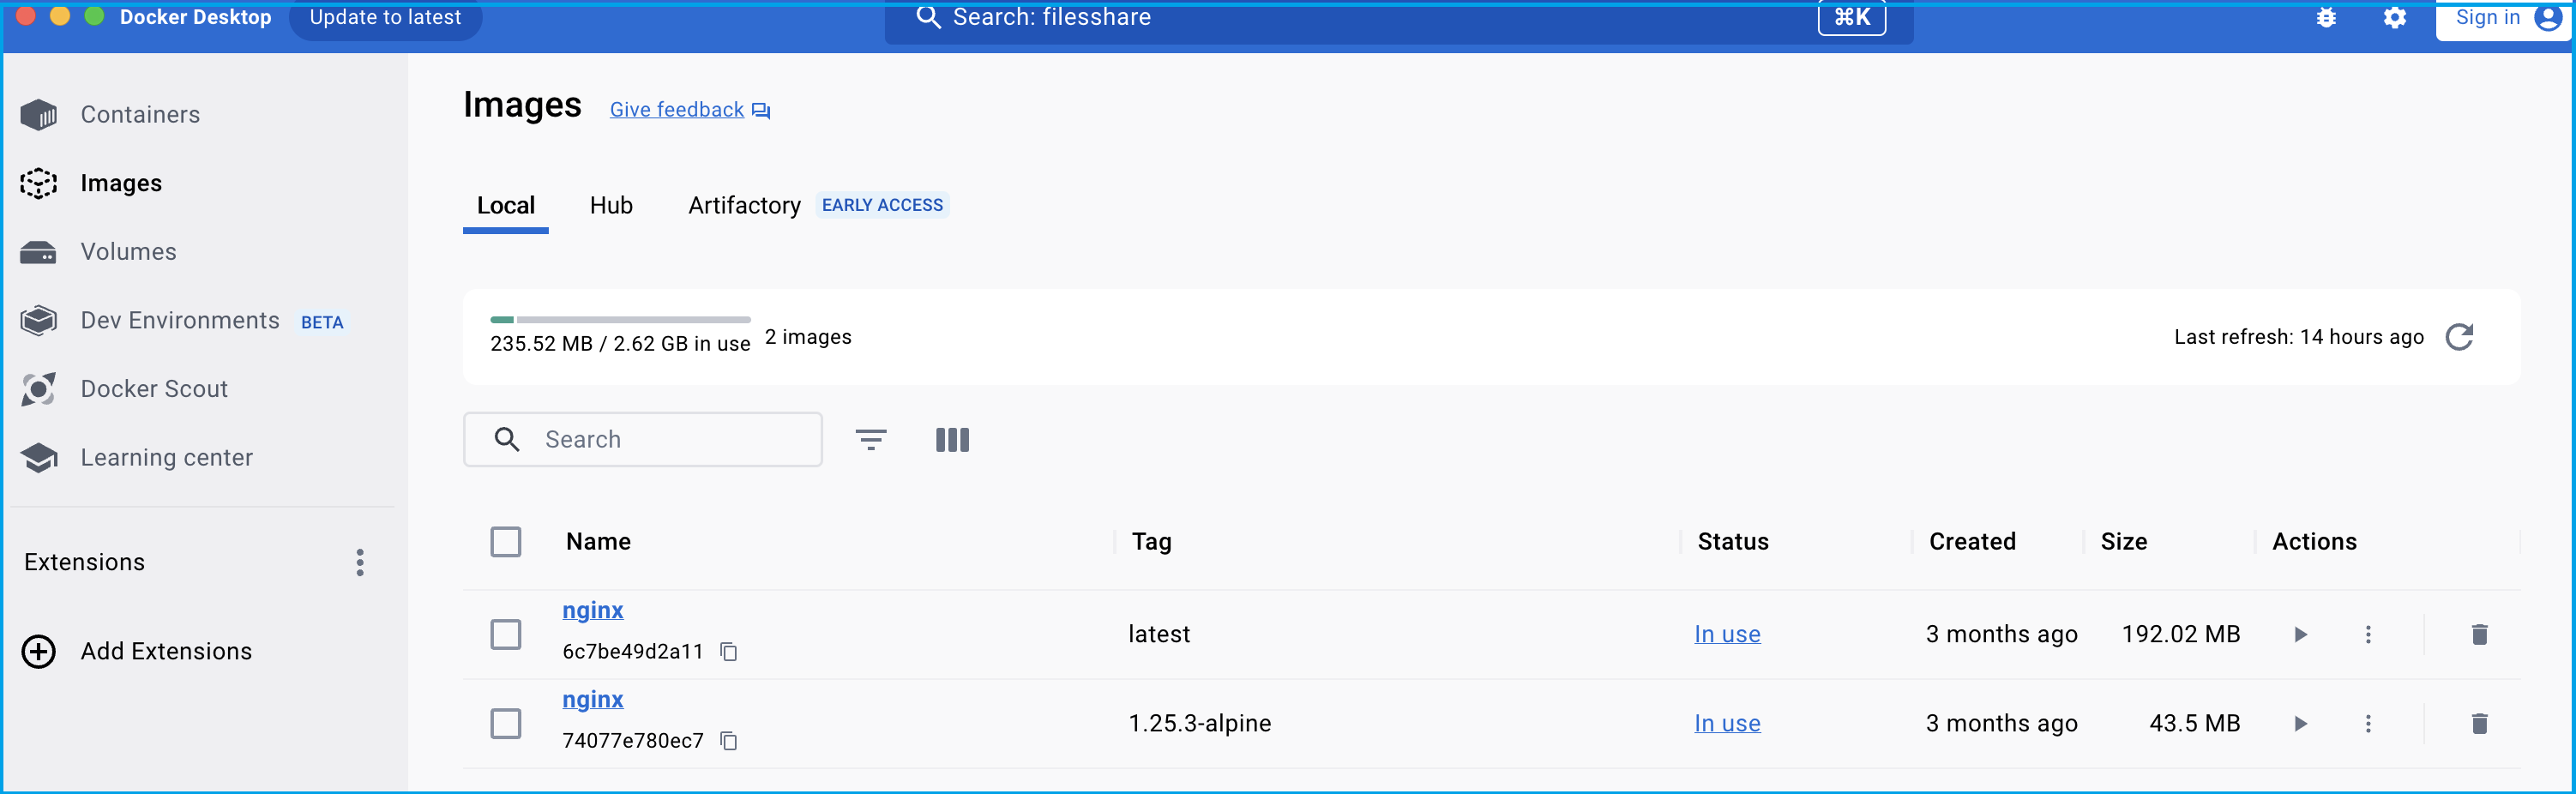 Docker Desktop Update to latest Search: filesshare ⌘K Sign in
Containers
Images
Volumes
Dev Environments BETA
Docker Scout
Learning center
Extensions
Add Extensions
Images Give feedback
Local Hub Artifactory EARLY ACCESS
235.52 MB / 2.62 GB in use 2 images Last refresh: 14 hours ago
Search
Name Tag Status Created Size Actions
nginx
6c7be49d2a11 latest In use 3 months ago 192.02 MB
nginx
74077e780ec7 1.25.3-alpine In use 3 months ago 43.5 MB